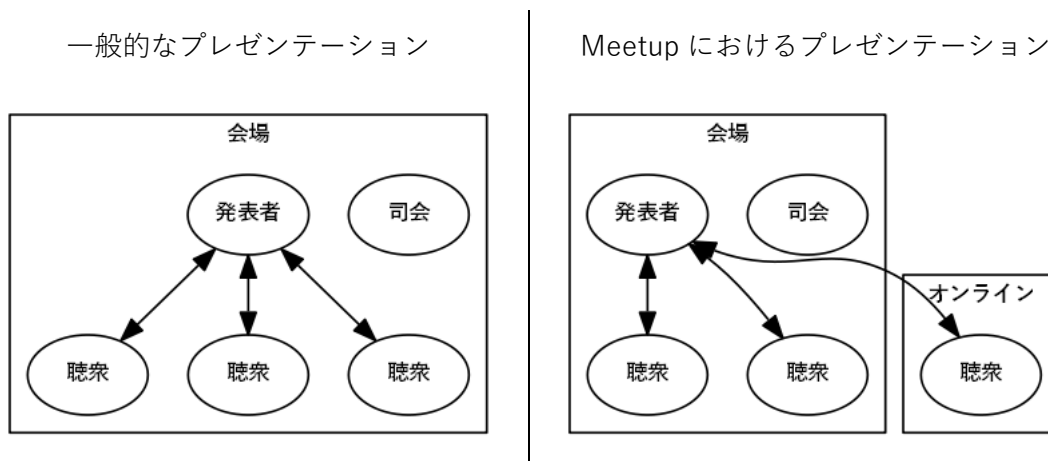 一般的なプレゼンテーション
会場
発表者
司会
聴衆
聴衆
聴衆
Meetup におけるプレゼンテーション
会場
発表者
司会
オンライン
聴衆
聴衆
聴衆